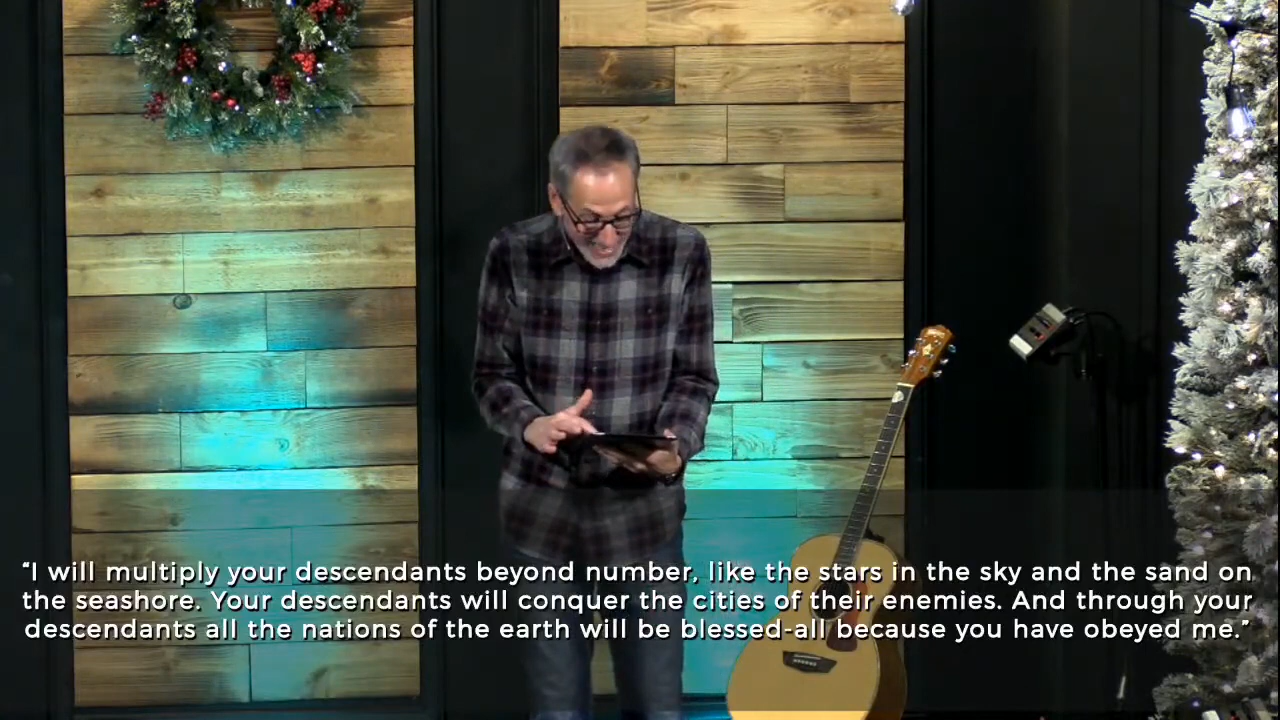 “I will multiply your descendants beyond number, like the stars in the sky and the sand on
the seashore. Your descendants will conquer the cities of their enemies. And through your
descendants all the nations of the earth will be blessed-all because you have obeyed me.”